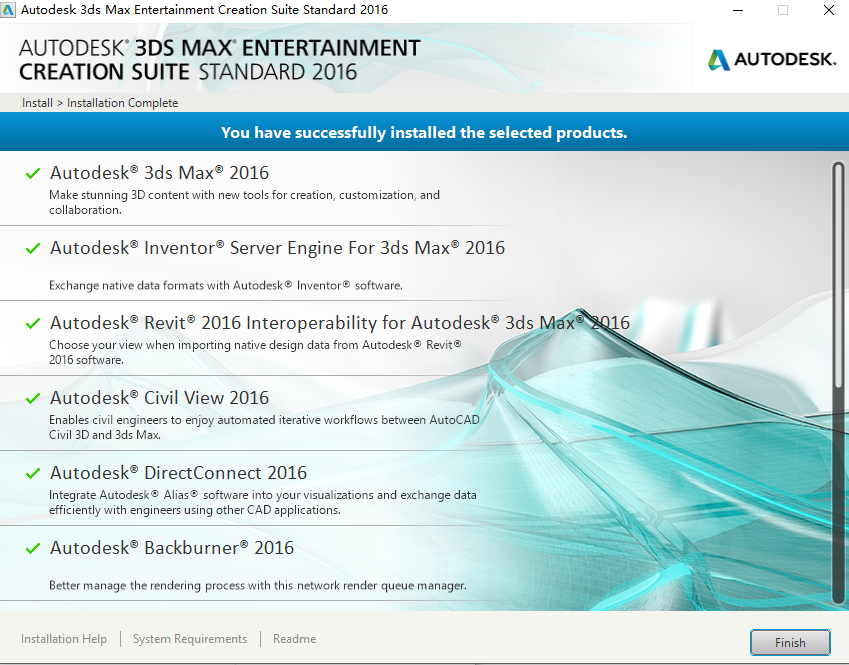 Autodesk 3ds Max Entertainment Creation Suite Standard 2016
AUTODESK® 3DS MAX® ENTERTAINMENT
CREATION SUITE STANDARD 2016
AUTODESK.
Install > Installation Complete
You have successfully installed the selected products.
Autodesk® 3ds Max® 2016
Make stunning 3D content with new tools for creation, customization, and
collaboration.
Autodesk® Inventor® Server Engine For 3ds Max® 2016
Exchange native data formats with Autodesk® Inventor® software.
Autodesk® Revit® 2016 Interoperability for Autodesk® 3ds Max® 2016
Choose your view when importing native design data from Autodesk® Revit®
2016 software.
Autodesk® Civil View 2016
Enables civil engineers to enjoy automated iterative workflows between AutoCAD
Civil 3D and 3ds Max.
Autodesk® DirectConnect 2016
Integrate Autodesk® Alias® software into your visualizations and exchange data
efficiently with engineers using other CAD applications.
Autodesk® Backburner® 2016
Better manage the rendering process with this network render queue manager.
Installation Help | System Requirements | Readme
Finish